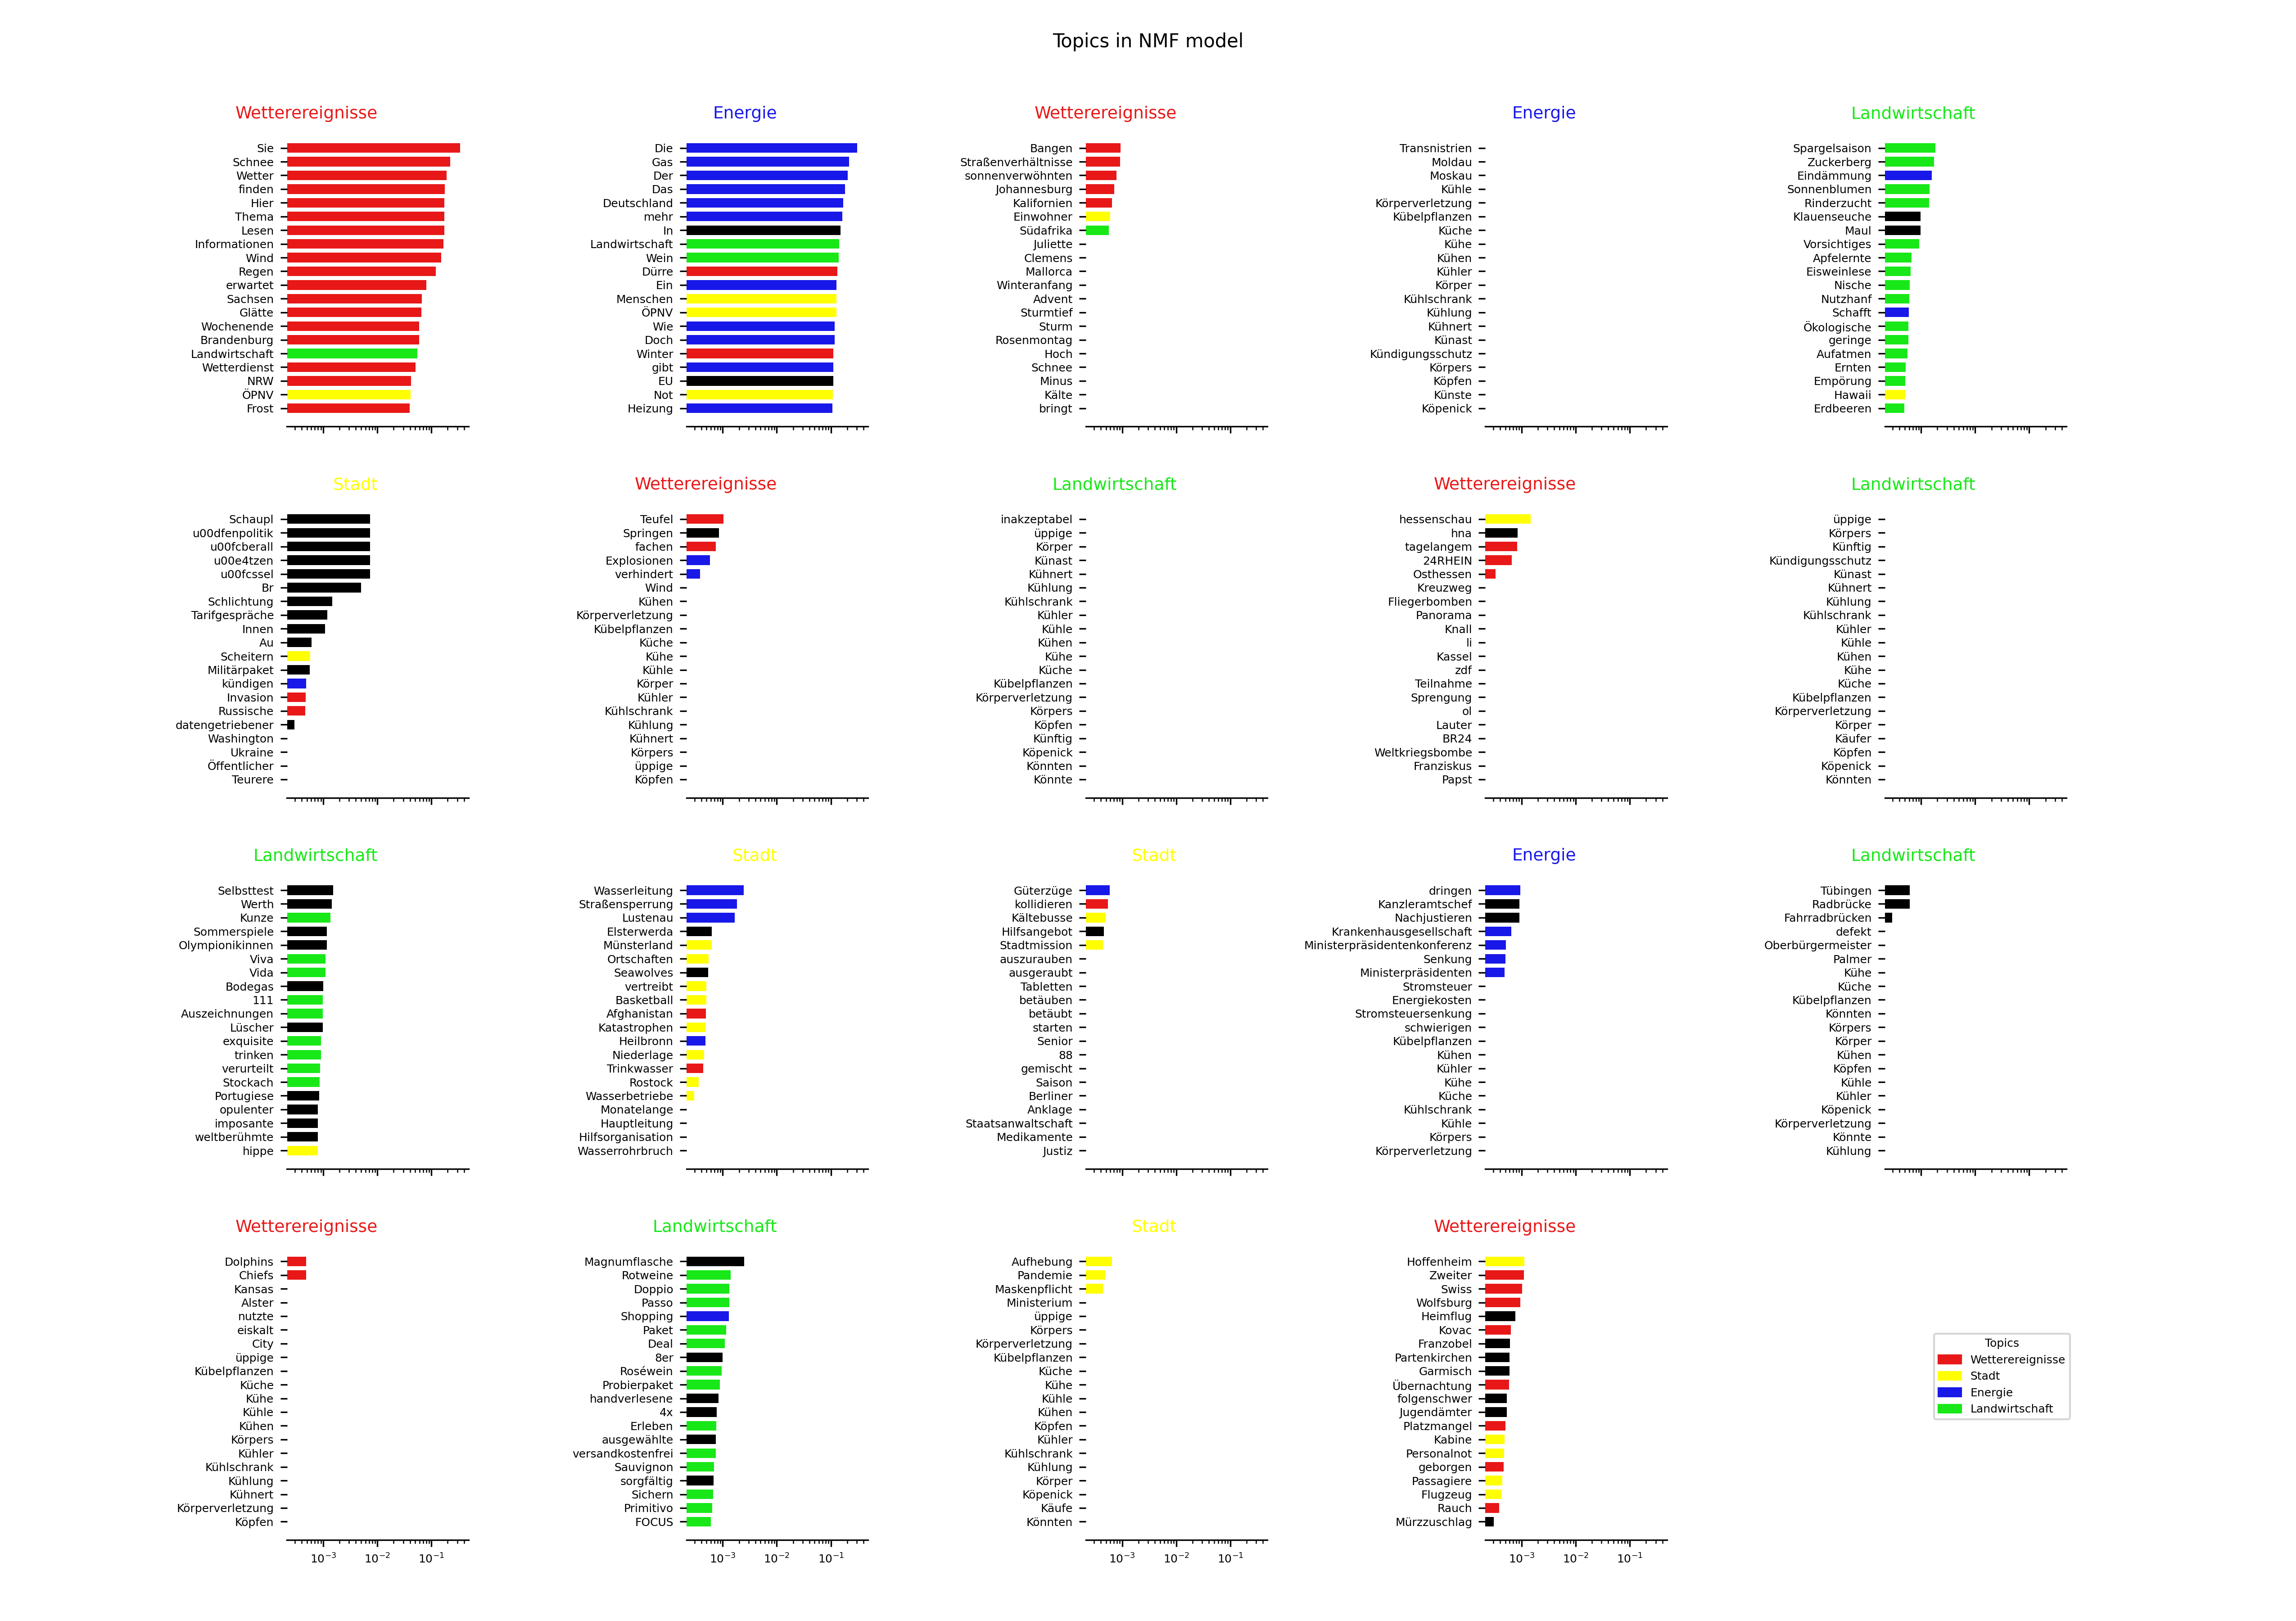 Topics in NMF model
Wetterereignisse
Sie
Schnee
Wetter
finden
Hier
Thema
Lesen
Informationen
Wind
Regen
erwartet
Sachsen
Glätte
Wochenende
Brandenburg
Landwirtschaft
Wetterdienst
NRW
ÖPNV
Frost
Energie
Die
Gas
Der
Das
Deutschland
mehr
In
Landwirtschaft
Wein
Dürre
Ein
Menschen
ÖPNV
Wie
Doch
Winter
gibt
EU
Not
Heizung
Wetterereignisse
Bangen
Straßenverhältnisse
sonnenverwöhnten
Johannesburg
Kalifornien
Einwohner
Südafrika
Juliette
Clemens
Mallorca
Winteranfang
Advent
Sturmtief
Sturm
Rosenmontag
Hoch
Schnee
Minus
Kälte
bringt
Energie
Transnistrien
Moldau
Moskau
Kühle
Körperverletzung
Kübelpflanzen
Küche
Kühe
Kühen
Kühler
Körper
Kühlschrank
Kühlung
Kühnert
Künast
Kündigungsschutz
Körpers
Köpfen
Künste
Köpenick
Landwirtschaft
Spargelsaison
Zuckerberg
Eindämmung
Sonnenblumen
Rinderzucht
Klauenseuche
Maul
Vorsichtiges
Apfelernte
Eisweinlese
Nische
Nutzhanf
Schafft
Ökologische
geringe
Aufatmen
Ernten
Empörung
Hawaii
Erdbeeren
Stadt
Schaupl
u00dfenpolitik
u00fcberall
u00e4tzen
u00fcssel
Br
Schlichtung
Tarifgespräche
Innen
Au
Scheitern
Militärpaket
kündigen
Invasion
Russische
datengetriebener
Washington
Ukraine
Öffentlicher
Teurere
Wetterereignisse
Teufel
Springen
fachen
Explosionen
verhindert
Wind
Kühen
Körperverletzung
Kübelpflanzen
Küche
Kühe
Kühle
Körper
Kühler
Kühlschrank
Kühlung
Kühnert
Körpers
üppige
Köpfen
Landwirtschaft
inakzeptabel
üppige
Körper
Künast
Kühnert
Kühlung
Kühlschrank
Kühler
Kühle
Kühen
Kühe
Küche
Kübelpflanzen
Körperverletzung
Körpers
Köpfen
Künftig
Köpenick
Könnten
Könnte
Wetterereignisse
hessenschau
hna
tagelangem
24RHEIN
Osthessen
Kreuzweg
Fliegerbomben
Panorama
Knall
li
Kassel
zdf
Teilnahme
Sprengung
ol
Lauter
BR24
Weltkriegsbombe
Franziskus
Papst
Landwirtschaft
üppige
Körpers
Künftig
Kündigungsschutz
Künast
Kühnert
Kühlung
Kühlschrank
Kühler
Kühle
Kühen
Kühe
Küche
Kübelpflanzen
Körperverletzung
Körper
Käufer
Köpfen
Köpenick
Könnten
Landwirtschaft
Selbsttest
Werth
Kunze
Sommerspiele
Olympionikinnen
Viva
Vida
Bodegas
111
Auszeichnungen
Lüscher
exquisite
trinken
verurteilt
Stockach
Portugiese
opulenter
imposante
weltberühmte
hippe
Stadt
Wasserleitung
Straßensperrung
Lustenau
Elsterwerda
Münsterland
Ortschaften
Seawolves
vertreibt
Basketball
Afghanistan
Katastrophen
Heilbronn
Niederlage
Trinkwasser
Rostock
Wasserbetriebe
Monatelange
Hauptleitung
Hilfsorganisation
Wasserrohrbruch
Stadt
Güterzüge
kollidieren
Kältebusse
Hilfsangebot
Stadtmission
auszurauben
ausgeraubt
Tabletten
betäuben
betäubt
starten
Senior
88
gemischt
Saison
Berliner
Anklage
Staatsanwaltschaft
Medikamente
Justiz
Energie
dringen
Kanzleramtschef
Nachjustieren
Krankenhausgesellschaft
Ministerpräsidentenkonferenz
Senkung
Ministerpräsidenten
Stromsteuer
Energiekosten
Stromsteuersenkung
schwierigen
Kübelpflanzen
Kühen
Kühler
Kühe
Küche
Kühlschrank
Kühle
Körpers
Körperverletzung
Landwirtschaft
Tübingen
Radbrücke
Fahrradbrücken
defekt
Oberbürgermeister
Palmer
Kühe
Küche
Kübelpflanzen
Könnten
Körpers
Körper
Kühen
Köpfen
Kühle
Kühler
Köpenick
Körperverletzung
Könnte
Kühlung
Wetterereignisse
Dolphins
Chiefs
Kansas
Alster
nutzte
eiskalt
City
üppige
Kübelpflanzen
Küche
Kühe
Kühle
Kühen
Körpers
Kühler
Kühlschrank
Kühlung
Kühnert
Körperverletzung
Köpfen
10⁻³ 10⁻² 10⁻¹
Landwirtschaft
Magnumflasche
Rotweine
Doppio
Passo
Shopping
Paket
Deal
8er
Roséwein
Probierpaket
handverlesene
4x
Erleben
ausgewählte
versandkostenfrei
Sauvignon
sorgfältig
Sichern
Primitivo
FOCUS
10⁻³ 10⁻² 10⁻¹
Stadt
Aufhebung
Pandemie
Maskenpflicht
Ministerium
üppige
Körpers
Körperverletzung
Kübelpflanzen
Küche
Kühe
Kühle
Kühen
Köpfen
Kühler
Kühlschrank
Kühlung
Körper
Köpenick
Käufe
Könnten
10⁻³ 10⁻² 10⁻¹
Wetterereignisse
Hoffenheim
Zweiter
Swiss
Wolfsburg
Heimflug
Kovac
Franzobel
Partenkirchen
Garmisch
Übernachtung
folgenschwer
Jugendämter
Platzmangel
Kabine
Personalnot
geborgen
Passagiere
Flugzeug
Rauch
Mürzzuschlag
10⁻³ 10⁻² 10⁻¹
Topics
Wetterereignisse
Stadt
Energie
Landwirtschaft